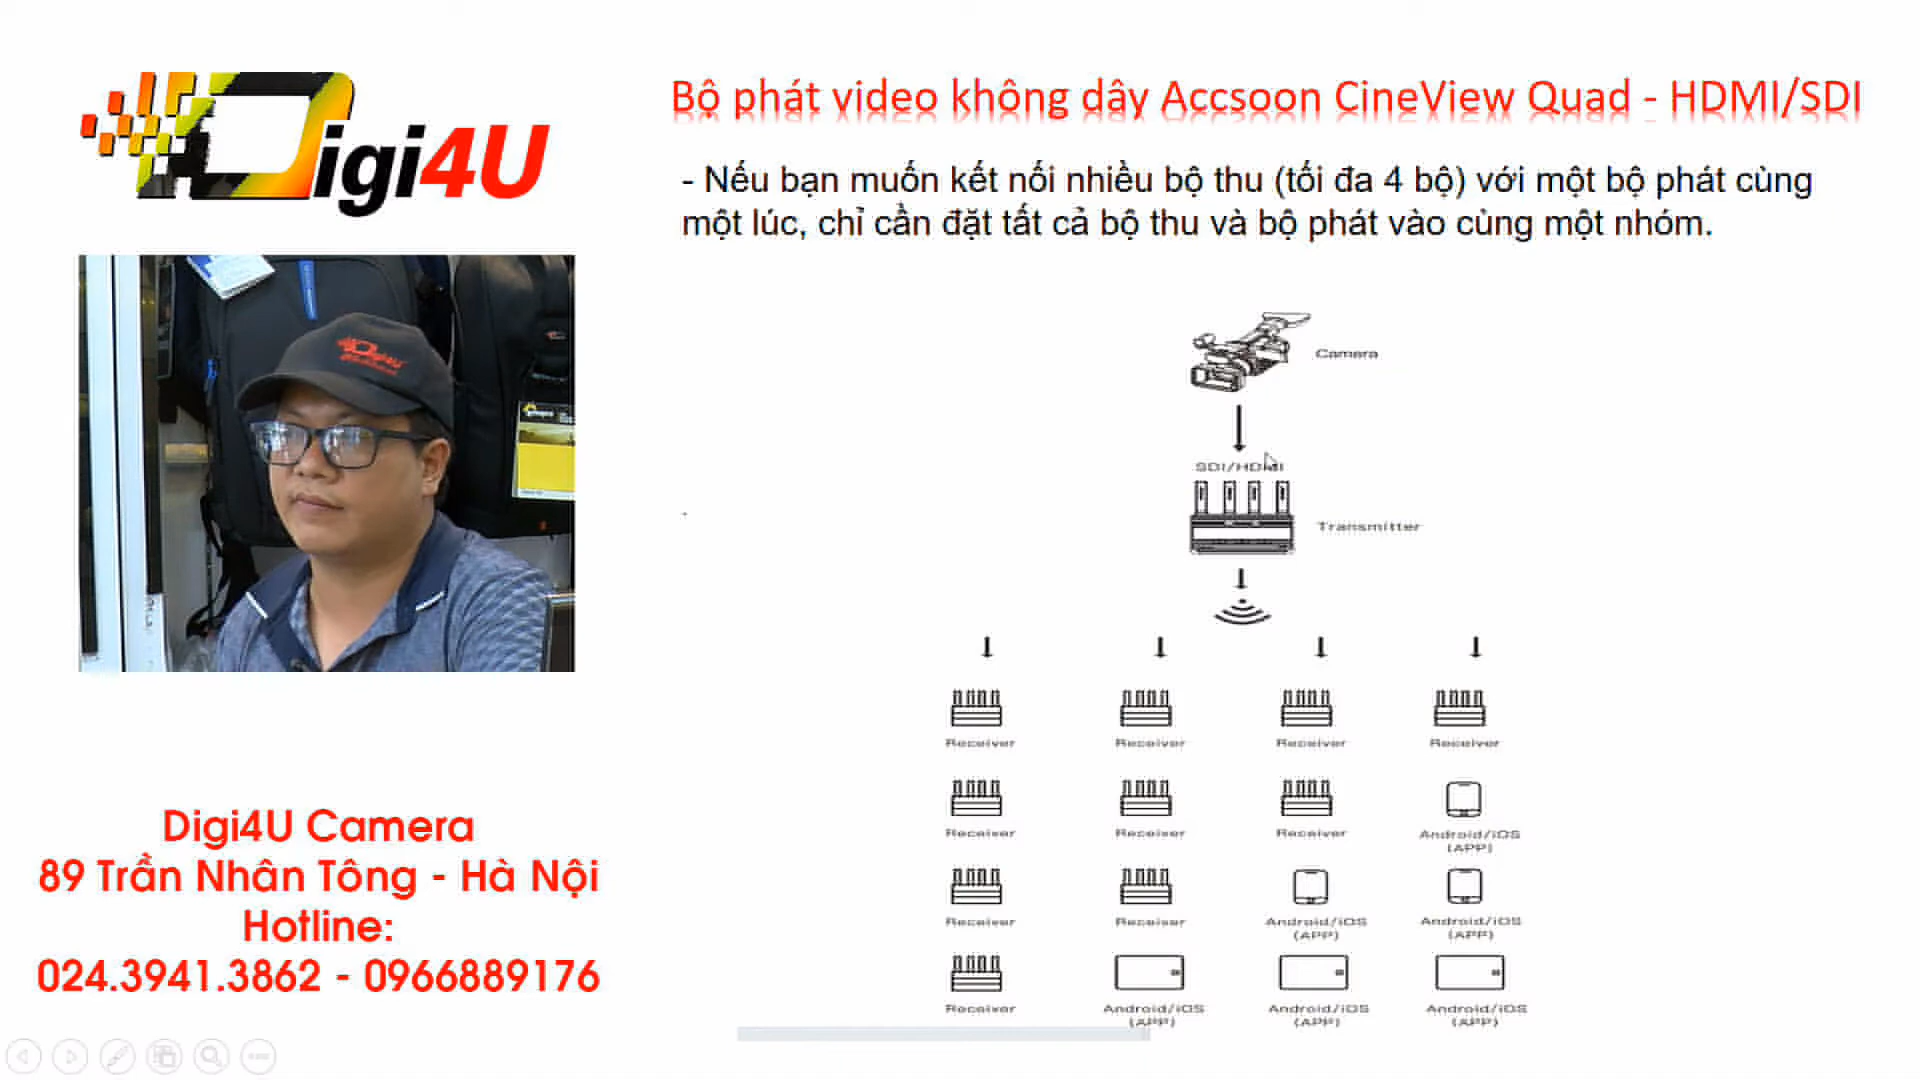 Digi4U
Bộ phát video không dây Accsoon CineView Quad - HDMI/SDI
- Nếu bạn muốn kết nối nhiều bộ thu (tối đa 4 bộ) với một bộ phát cùng
một lúc, chỉ cần đặt tất cả bộ thu và bộ phát vào cùng một nhóm.
Camera
SDI/HDMI
Transmitter
Receiver Receiver Receiver Receiver
Receiver Receiver Receiver Android/iOS
(APP)
Receiver Receiver Android/iOS Android/iOS
(APP) (APP)
Receiver Android/iOS Android/iOS Android/iOS
(APP) (APP) (APP)
Digi4U
Digi4U Camera
89 Trần Nhân Tông - Hà Nội
Hotline:
024.3941.3862 - 0966889176